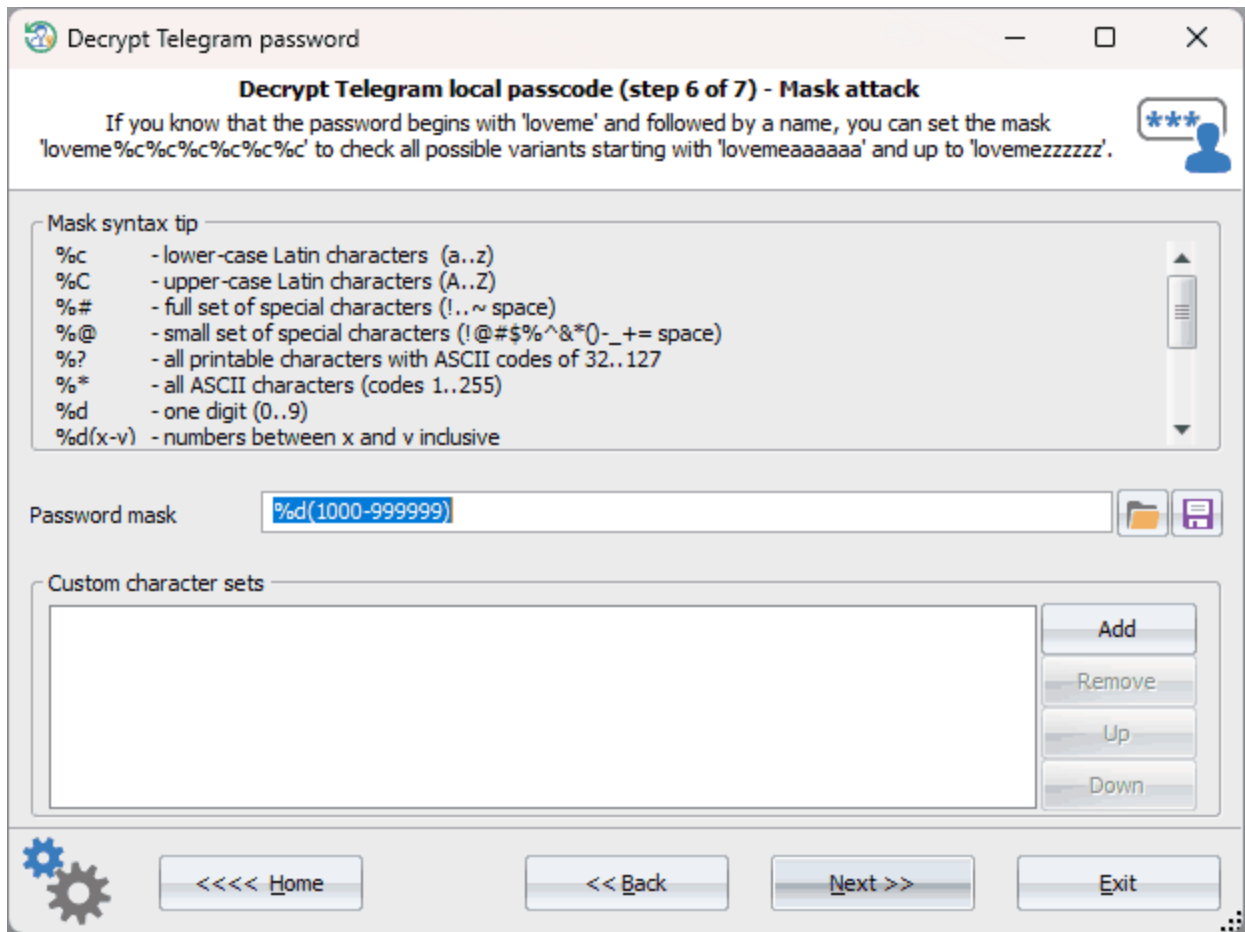 Decrypt Telegram password
Decrypt Telegram local passcode (step 6 of 7) - Mask attack
If you know that the password begins with 'loveme' and followed by a name, you can set the mask
'loveme%c%c%c%c%c%c' to check all possible variants starting with 'lovemeaaaaaa' and up to 'lovemezzzzzz'.
***
Mask syntax tip
%c - lower-case Latin characters (a..z)
%C - upper-case Latin characters (A..Z)
%# - full set of special characters (!..~ space)
%@ - small set of special characters (!@#$%^&*()-_+= space)
%? - all printable characters with ASCII codes of 32..127
%* - all ASCII characters (codes 1..255)
%d - one digit (0..9)
%d(x-y) - numbers between x and y inclusive
Password mask %d(1000-999999)
Custom character sets
Add
Remove
Up
Down
<<<< Home << Back Next >> Exit